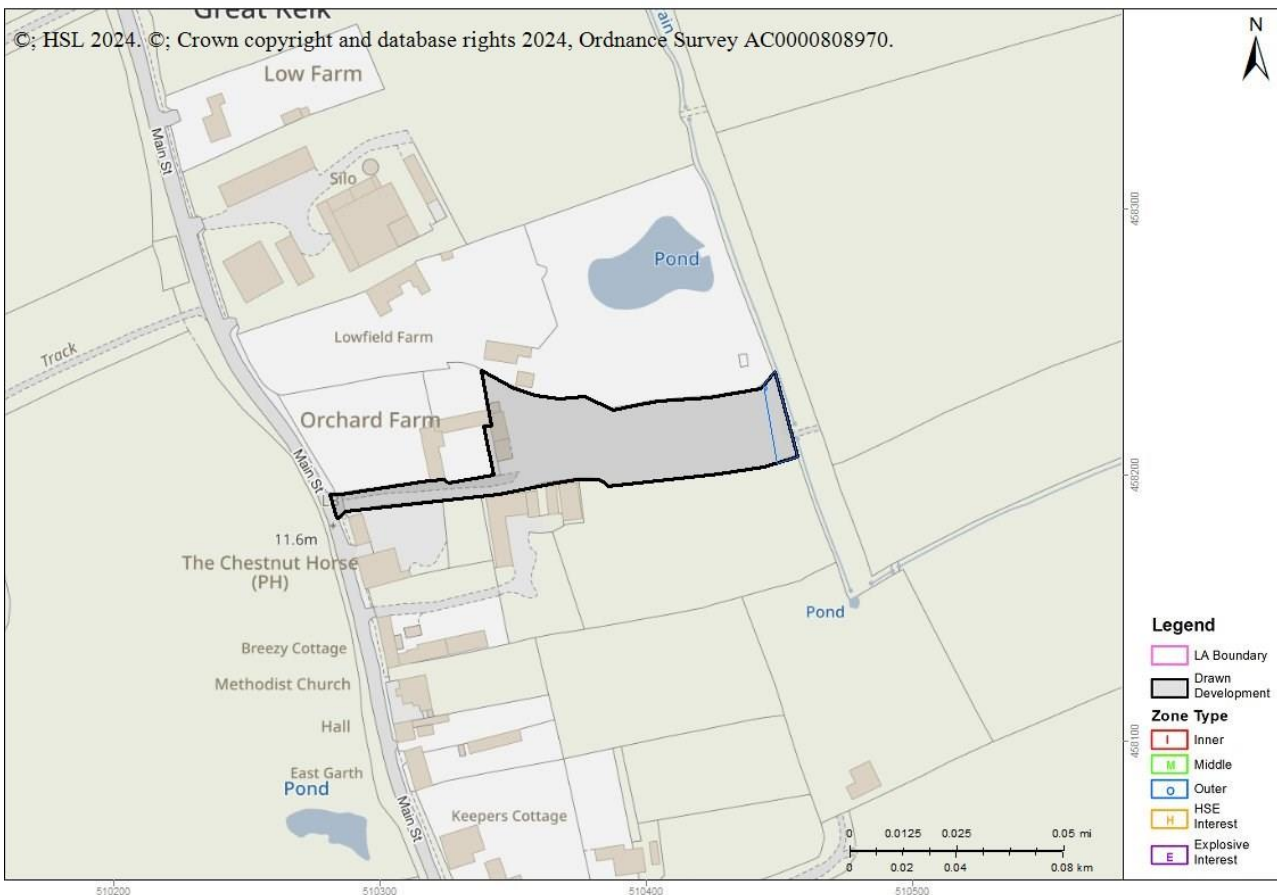 Great Kelk
©; HSL 2024. ©; Crown copyright and database rights 2024, Ordnance Survey AC0000808970.
N
Low Farm
Main St
Silo
Pond
Lowfield Farm
Track
Orchard Farm
Main St
11.6m
The Chestnut Horse
(PH)
Pond
Breezy Cottage
Methodist Church
Hall
East Garth
Pond
Main St
Keepers Cottage
458300
458200
458100
510200
510300
510400
510500
0 0.0125 0.025 0.05 mi
0 0.02 0.04 0.08 km
Legend
LA Boundary
Drawn
Development
Zone Type
I Inner
M Middle
O Outer
H HSE
Interest
E Explosive
Interest